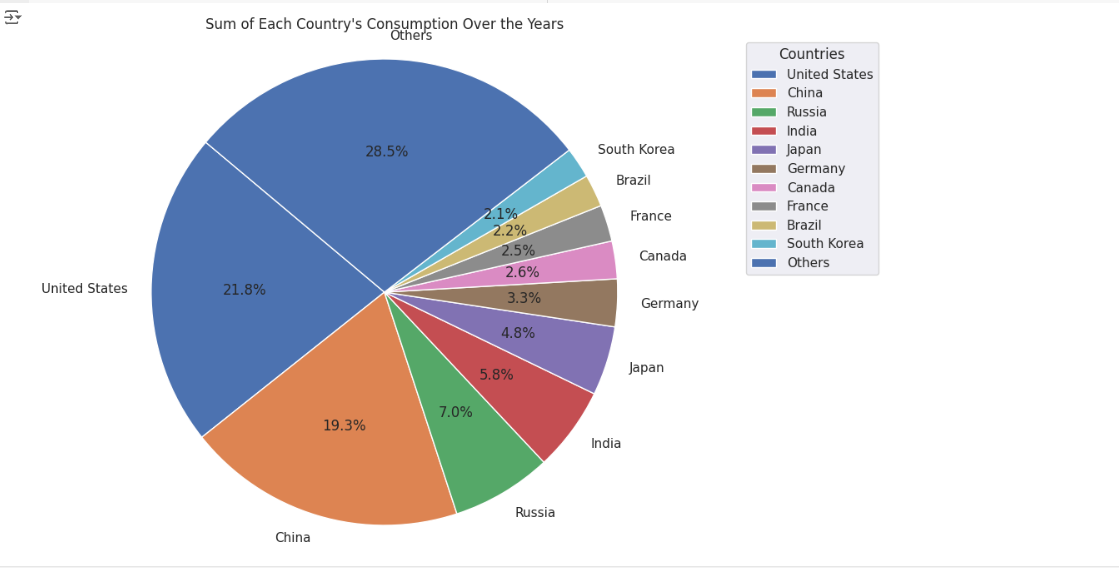 Sum of Each Country's Consumption Over the Years
Others
28.5%
South Korea
2.1%
Brazil
2.2%
France
2.5%
Canada
2.6%
Germany
3.3%
Japan
4.8%
India
5.8%
Russia
7.0%
China
19.3%
United States
21.8%
Countries
United States
China
Russia
India
Japan
Germany
Canada
France
Brazil
South Korea
Others